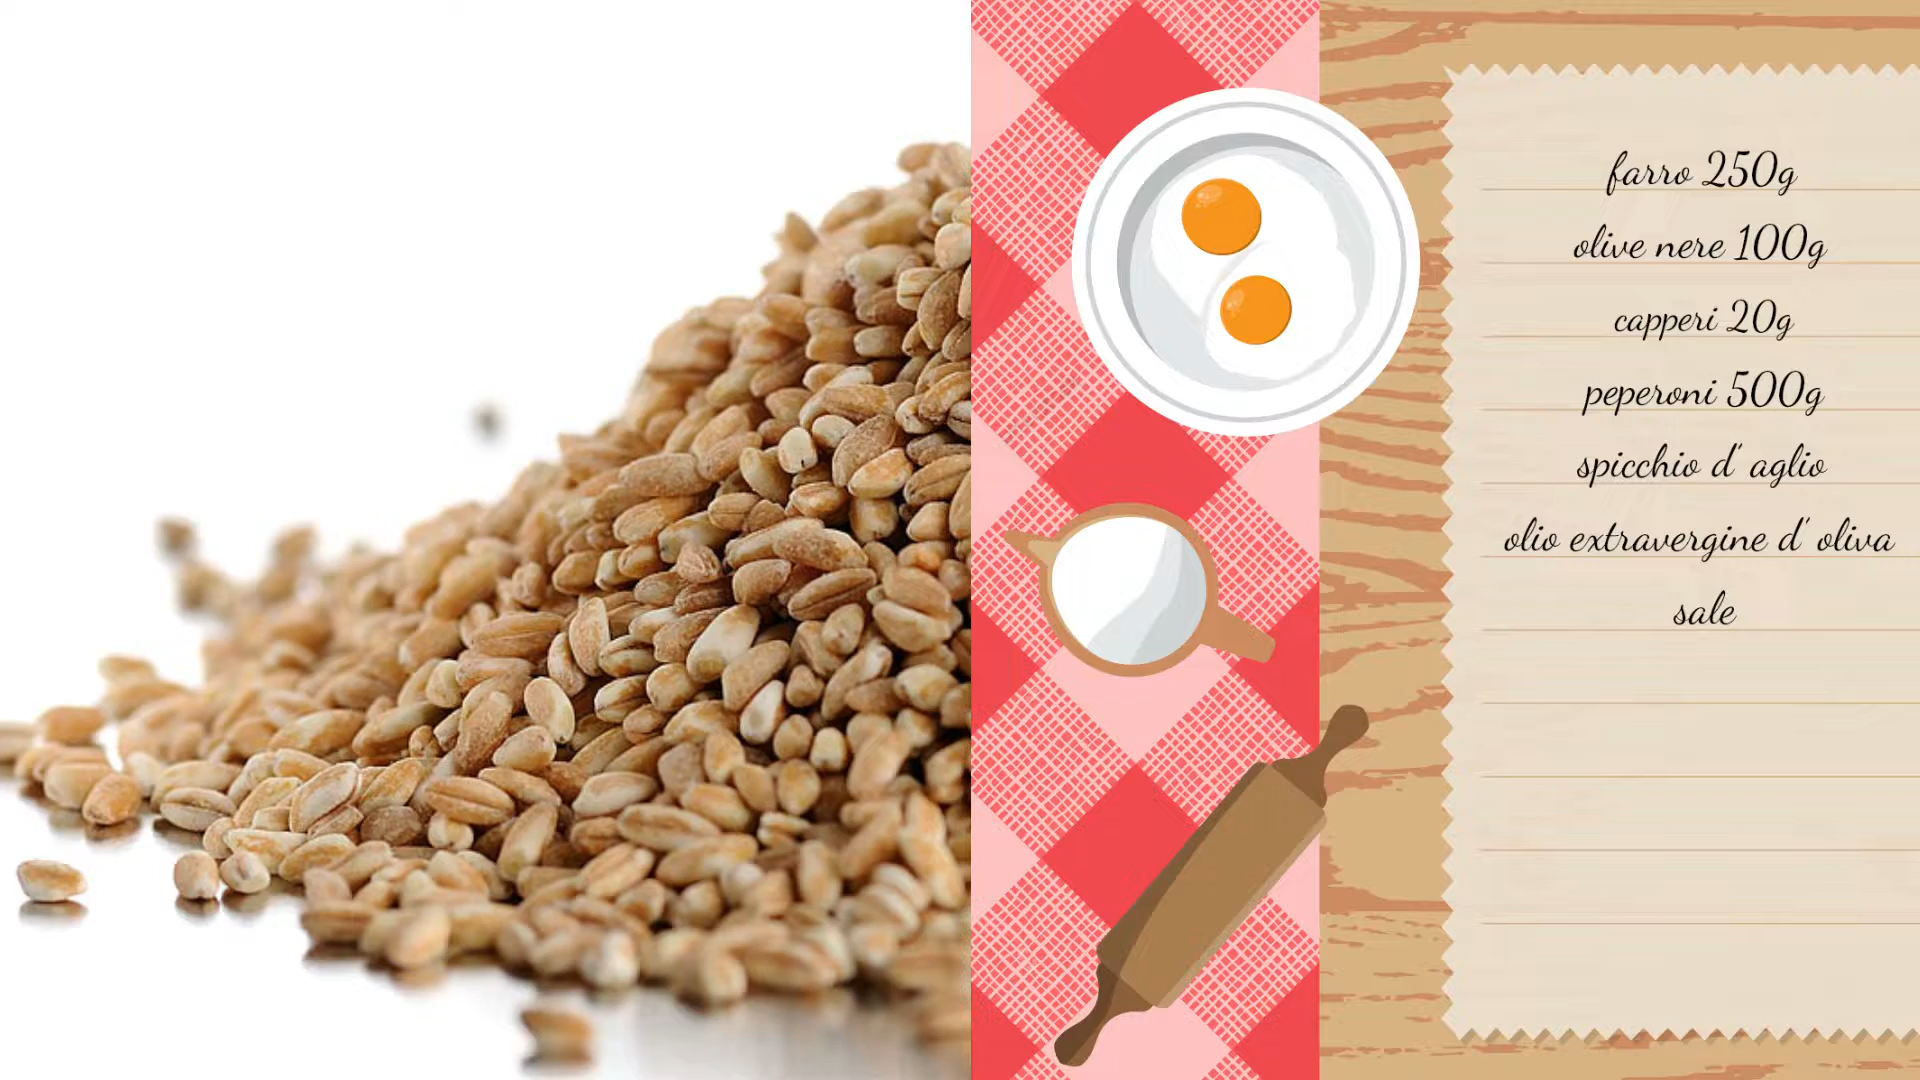 farro 250g
olive nere 100g
capperi 20g
peperoni 500g
spicchio d' aglio
olio extravergine d' oliva
sale